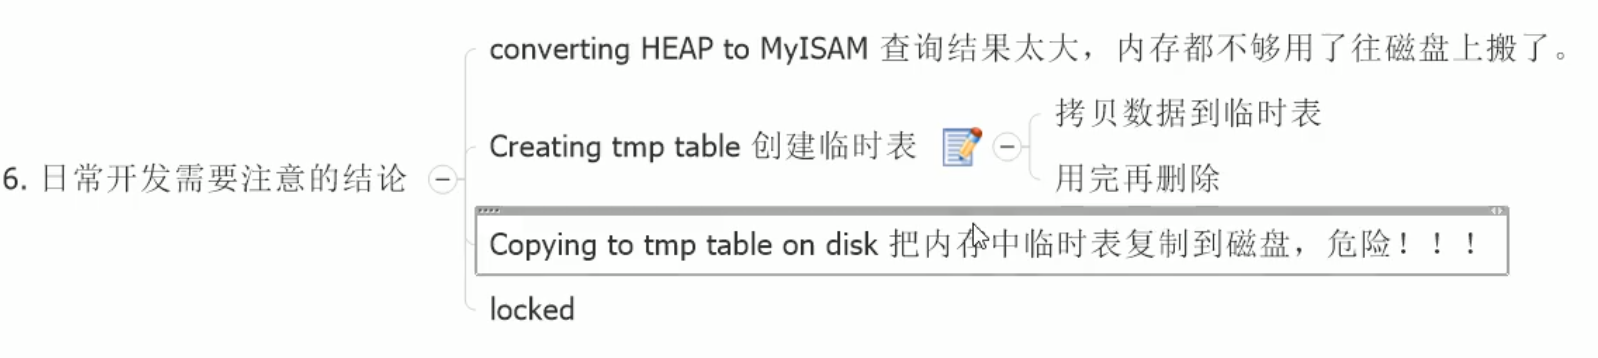 converting HEAP to MyISAM 查询结果太大，内存都不够用了往磁盘上搬了。
拷贝数据到临时表
Creating tmp table 创建临时表
用完再删除
6. 日常开发需要注意的结论
Copying to tmp table on disk 把内存中临时表复制到磁盘，危险！！！
locked